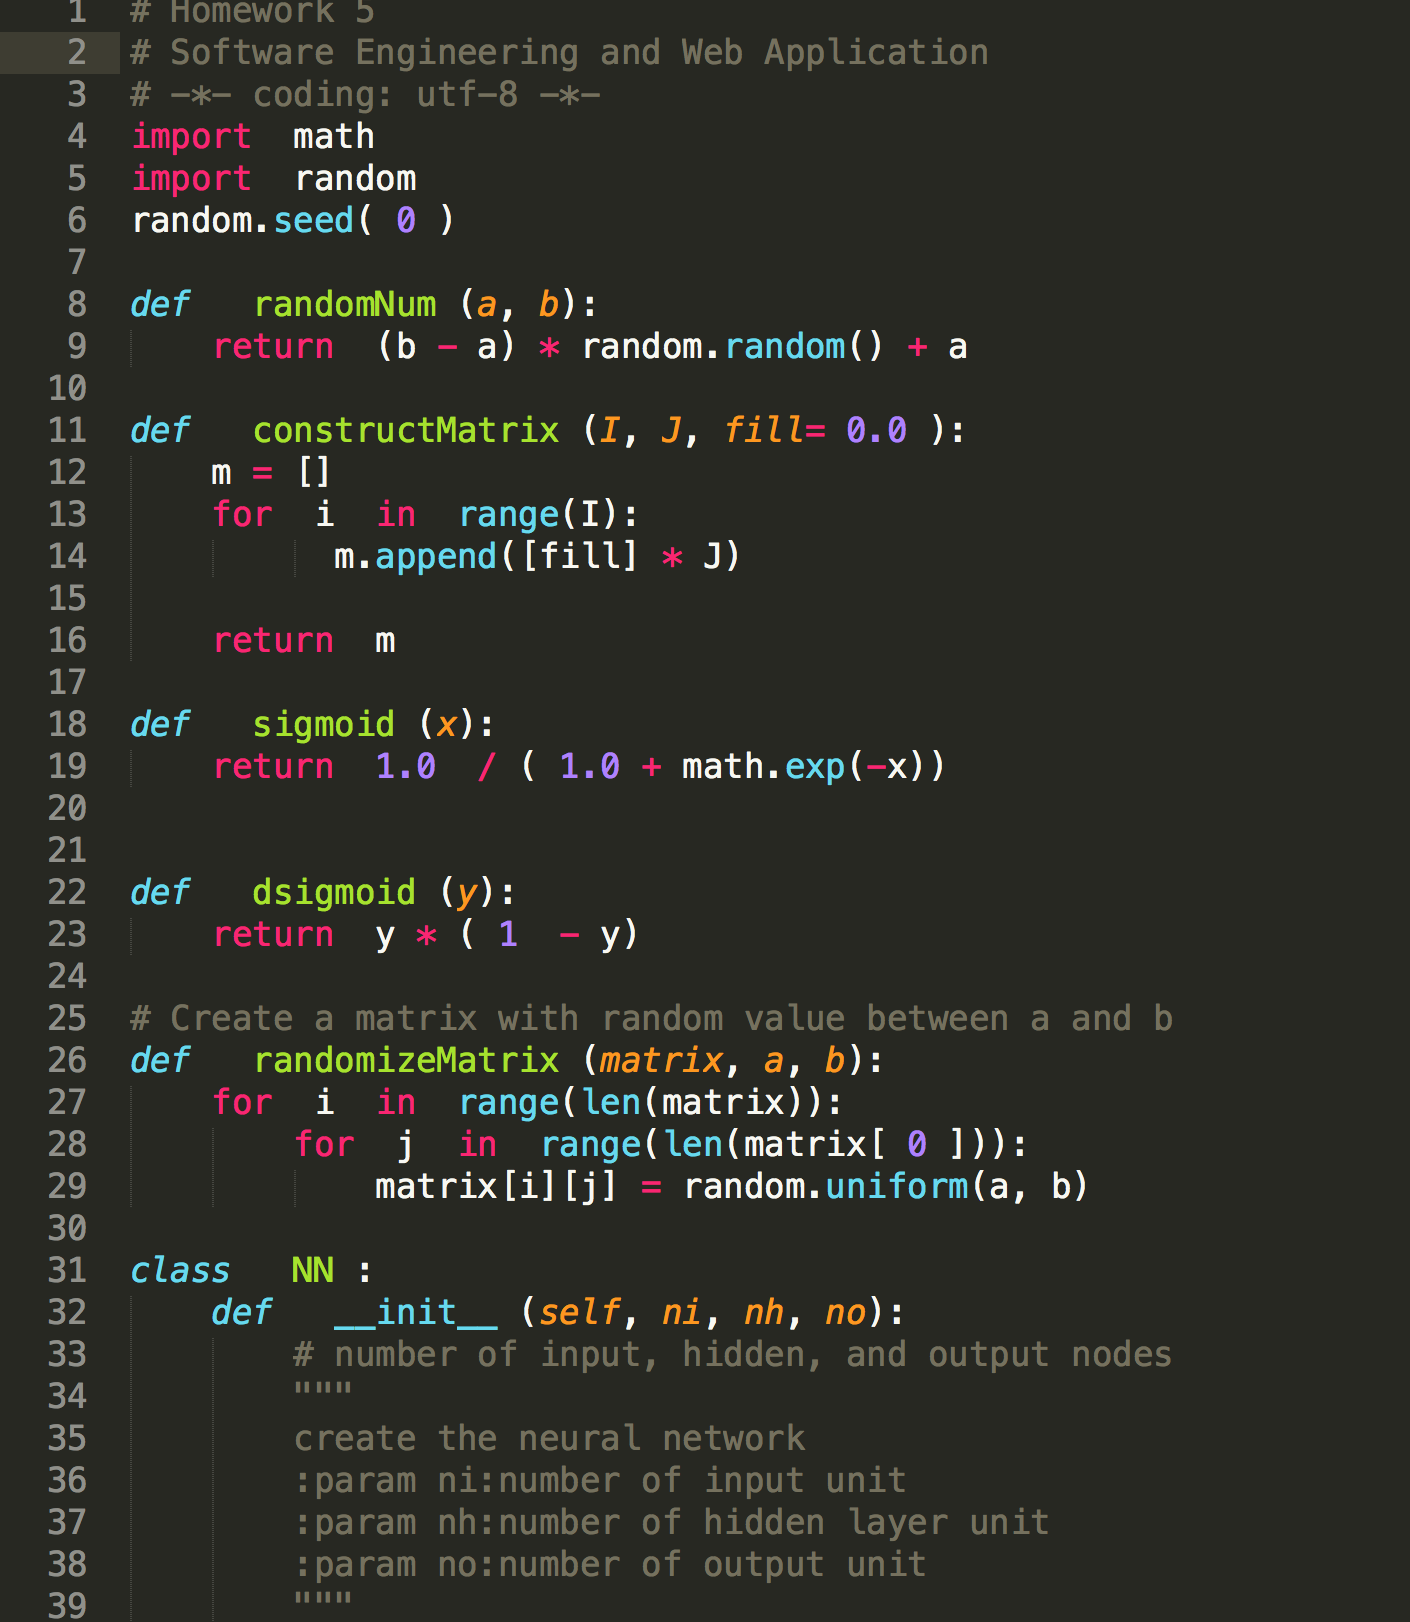 1 # Homework 5
2 # Software Engineering and Web Application
3 # -*- coding: utf-8 -*-
4 import  math
5 import  random
6 random.seed( 0 )
7
8 def   randomNum (a, b):
9     return  (b - a) * random.random() + a
10
11 def   constructMatrix (I, J, fill= 0.0 ):
12     m = []
13     for  i  in  range(I):
14           m.append([fill] * J)
15
16     return  m
17
18 def   sigmoid (x):
19     return  1.0  / ( 1.0 + math.exp(-x))
20
21
22 def   dsigmoid (y):
23     return  y * ( 1  - y)
24
25 # Create a matrix with random value between a and b
26 def   randomizeMatrix (matrix, a, b):
27     for  i  in  range(len(matrix)):
28         for  j  in  range(len(matrix[ 0 ])):
29             matrix[i][j] = random.uniform(a, b)
30
31 class   NN :
32     def   __init__ (self, ni, nh, no):
33         # number of input, hidden, and output nodes
34         """
35         create the neural network
36         :param ni:number of input unit
37         :param nh:number of hidden layer unit
38         :param no:number of output unit
39         """